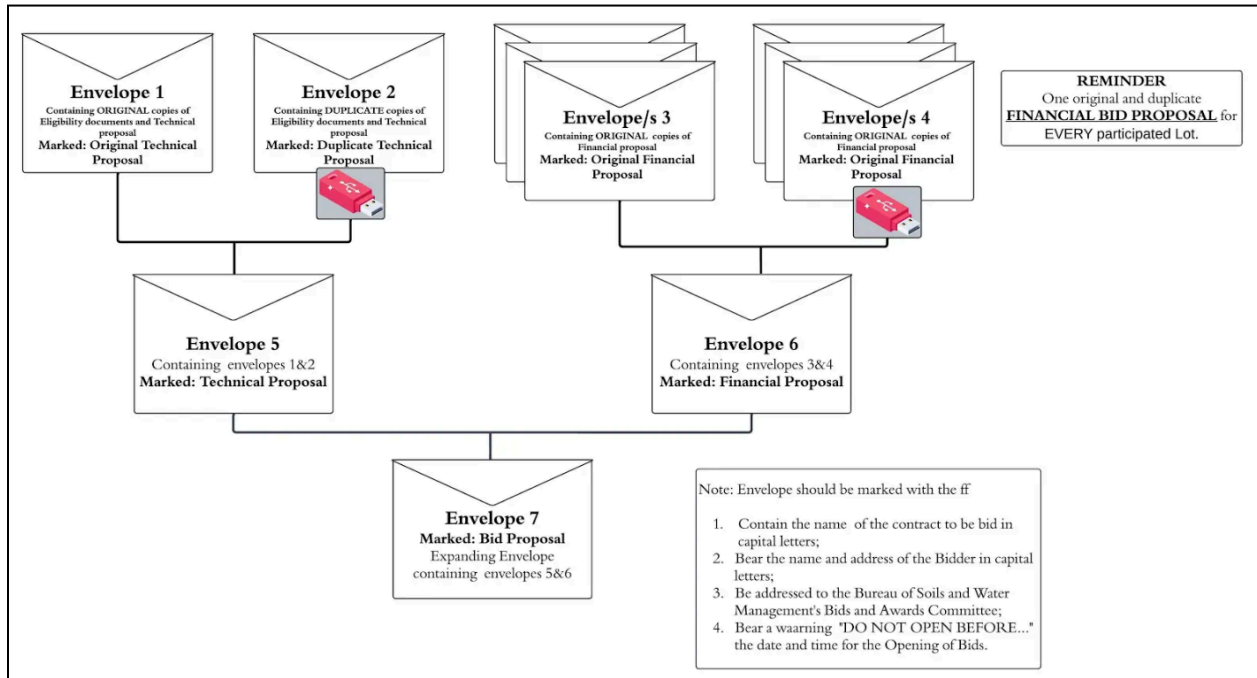 Envelope 1
Containing ORIGINAL copies of
Eligibility documents and Technical
proposal
Marked: Original Technical
Proposal
Envelope 2
Containing DUPLICATE copies of
Eligibility documents and Technical
proposal
Marked: Duplicate Technical
Proposal
Envelope/s 3
Containing ORIGINAL copies of
Financial proposal
Marked: Original Financial
Proposal
Envelope/s 4
Containing ORIGINAL copies of
Financial proposal
Marked: Original Financial
Proposal
REMINDER
One original and duplicate
FINANCIAL BID PROPOSAL for
EVERY participated Lot.
Envelope 5
Containing envelopes 1&2
Marked: Technical Proposal
Envelope 6
Containing envelopes 3&4
Marked: Financial Proposal
Envelope 7
Marked: Bid Proposal
Expanding Envelope
containing envelopes 5&6
Note: Envelope should be marked with the ff
1. Contain the name of the contract to be bid in
capital letters;
2. Bear the name and address of the Bidder in capital
letters;
3. Be addressed to the Bureau of Soils and Water
Management's Bids and Awards Committee;
4. Bear a waarning "DO NOT OPEN BEFORE..."
the date and time for the Opening of Bids.